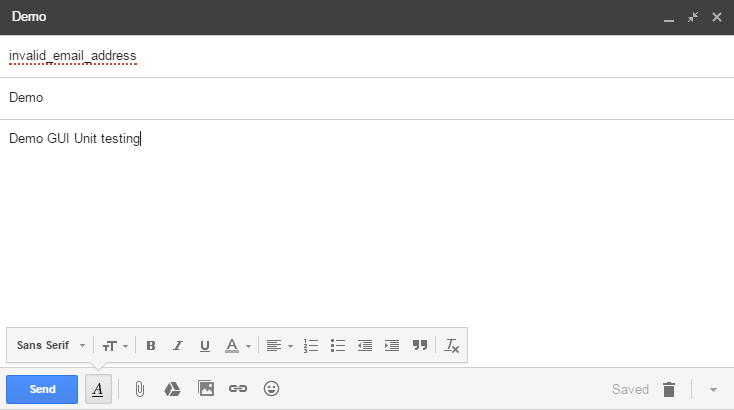 Demo
invalid_email_address
Demo
Demo GUI Unit testing
Sans Serif
B I U A
Send A Saved